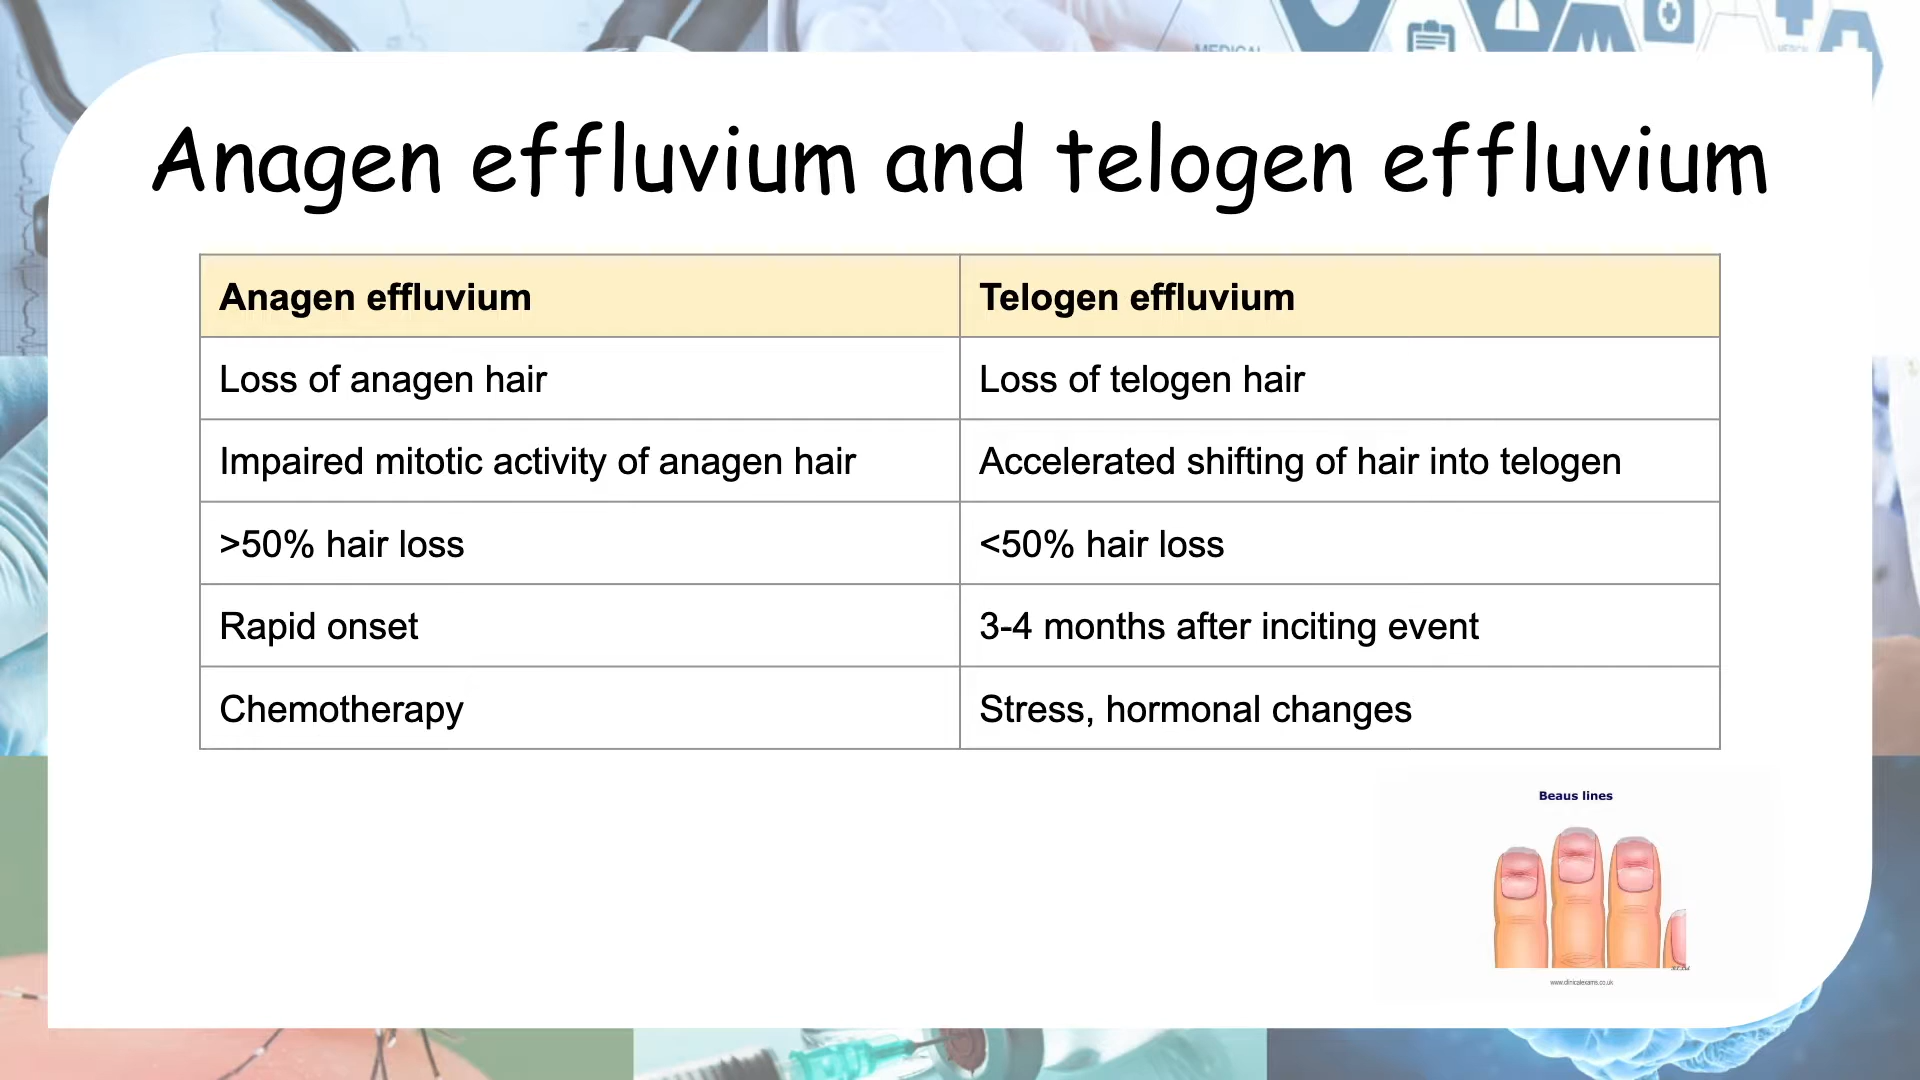 MEDICAL
Anagen effluvium and telogen effluvium
Anagen effluvium
Telogen effluvium
Loss of anagen hair
Loss of telogen hair
Impaired mitotic activity of anagen hair
Accelerated shifting of hair into telogen
>50% hair loss
<50% hair loss
Rapid onset
3-4 months after inciting event
Chemotherapy
Stress, hormonal changes
Beaus lines
www.clinicalexams.co.uk